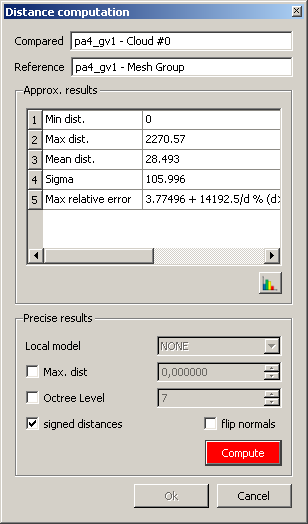 Distance computation
Compared pa4_gv1 - Cloud #0
Reference pa4_gv1 - Mesh Group
Approx. results
1 Min dist. 0
2 Max dist. 2270.57
3 Mean dist. 28.493
4 Sigma 105.996
5 Max relative error 3.77496 + 14192.5/d % (d>
Precise results
Local model NONE
Max. dist 0,000000
Octree Level 7
signed distances flip normals
Compute
Ok Cancel